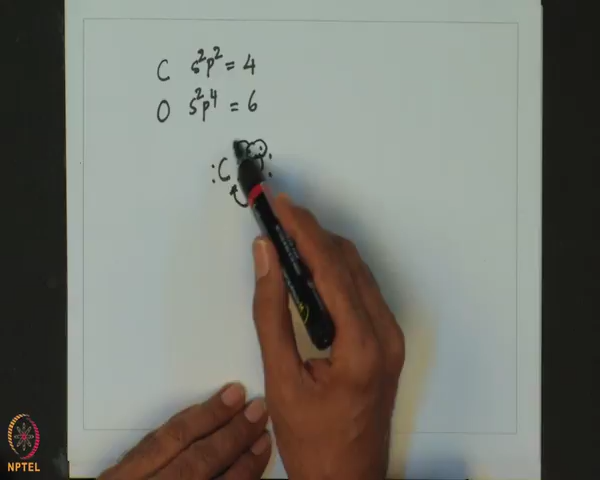 C s²p² = 4
O s²p⁴ = 6
:C
NPTEL